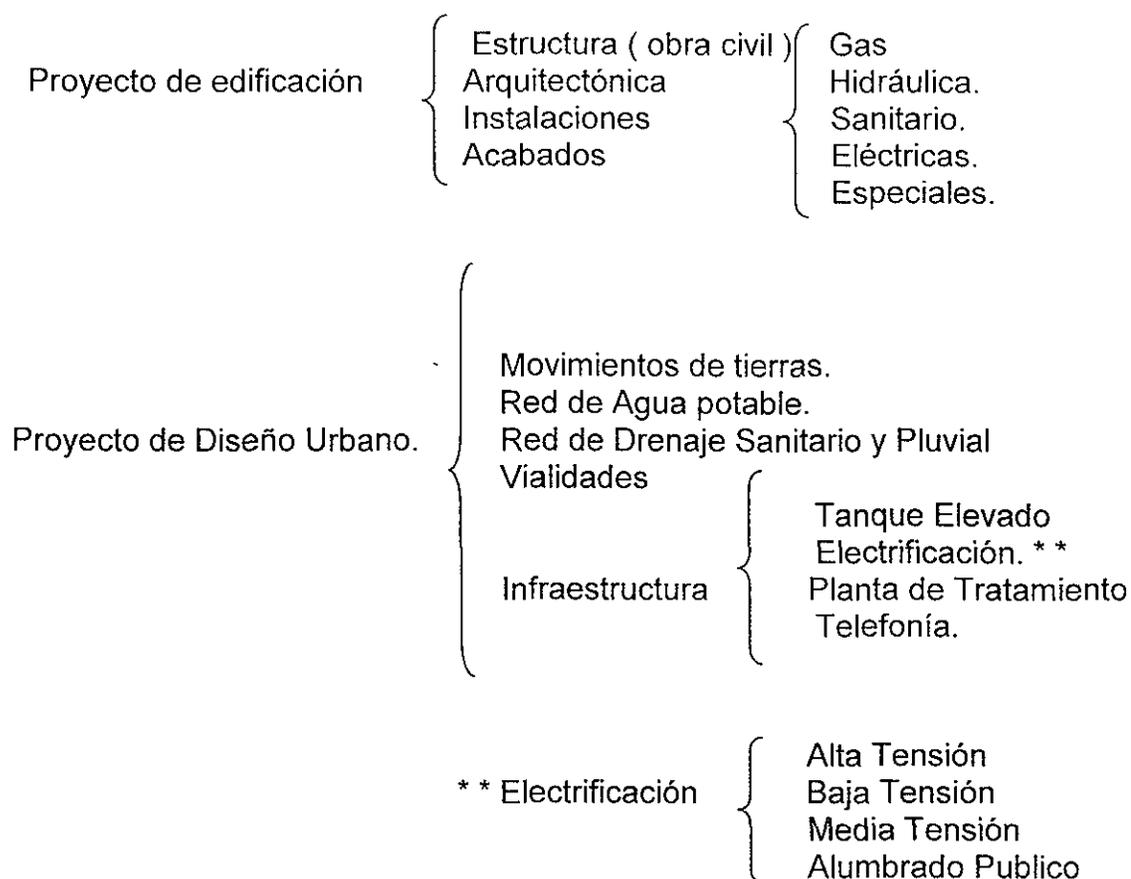 Proyecto de edificación
Estructura ( obra civil )
Arquitectónica
Instalaciones
Acabados
Gas
Hidráulica.
Sanitario.
Eléctricas.
Especiales.
Proyecto de Diseño Urbano.
Movimientos de tierras.
Red de Agua potable.
Red de Drenaje Sanitario y Pluvial
Vialidades
Infraestructura
Tanque Elevado
Electrificación. * *
Planta de Tratamiento
Telefonía.
* * Electrificación
Alta Tensión
Baja Tensión
Media Tensión
Alumbrado Publico